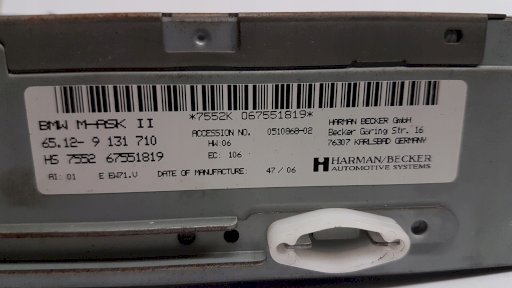 *7552K 067551819*
BMW M-ASK II
65.12- 9 131 710
HS 7552 67551819
AI: 01 E EW71.V
ACCESSION NO. 0510868-02
HW:06
EC: 106
DATE OF MANUFACTURE: 47/06
HARMAN BECKER GmbH
Becker Garing Str. 16
76307 KARLSBAD GERMANY
HARMAN/BECKER
AUTOMOTIVE SYSTEMS